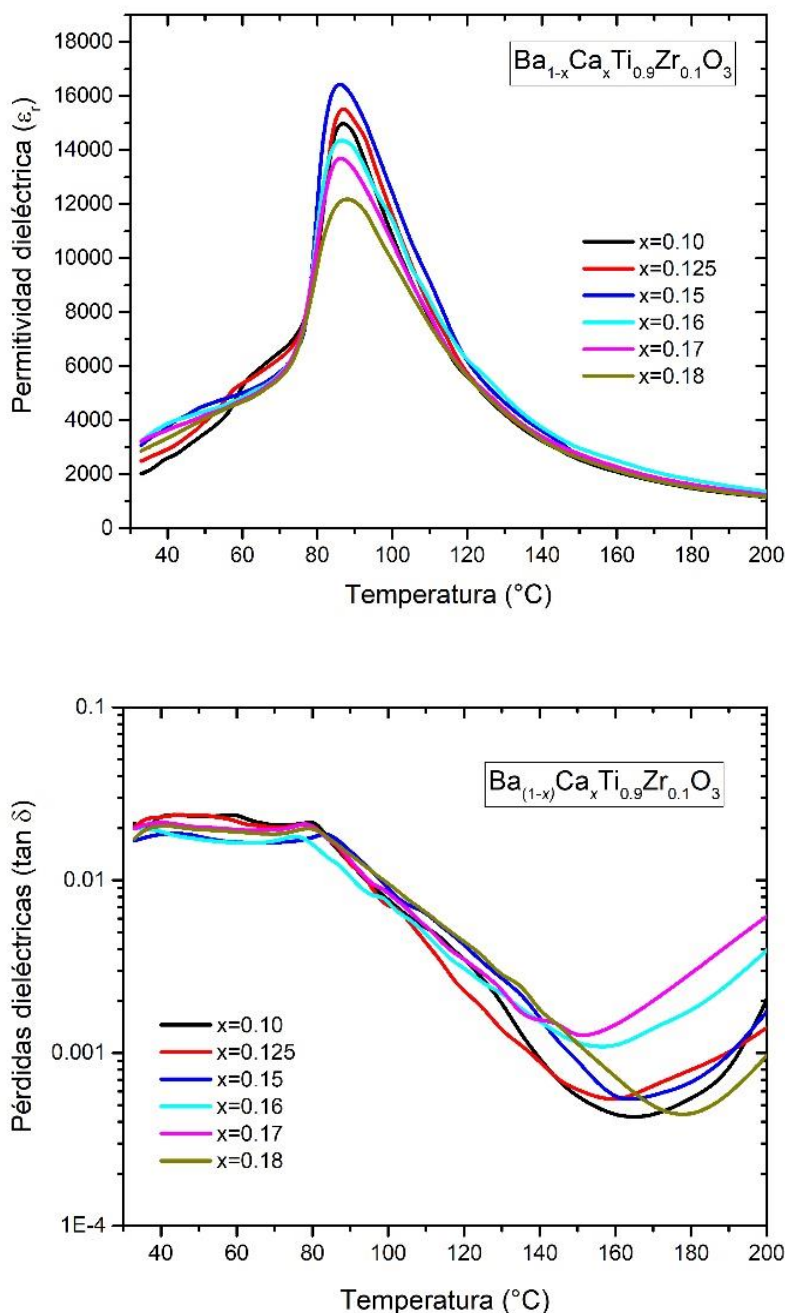 18000
16000
14000
12000
10000
8000
6000
4000
2000
0
Permitividad dieléctrica (εr)
Ba1-xCaxTi0.9Zr0.1O3
x=0.10
x=0.125
x=0.15
x=0.16
x=0.17
x=0.18
40 60 80 100 120 140 160 180 200
Temperatura (°C)
0.1
0.01
0.001
1E-4
Pérdidas dieléctricas (tan δ)
Ba(1-x)CaxTi0.9Zr0.1O3
x=0.10
x=0.125
x=0.15
x=0.16
x=0.17
x=0.18
40 60 80 100 120 140 160 180 200
Temperatura (°C)